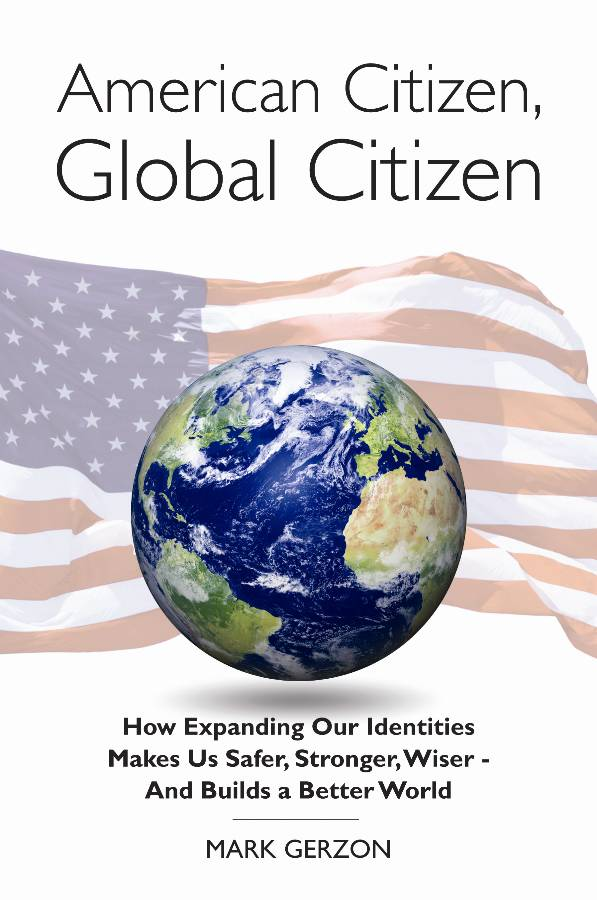 American Citizen,
Global Citizen
How Expanding Our Identities
Makes Us Safer, Stronger, Wiser -
And Builds a Better World
MARK GERZON